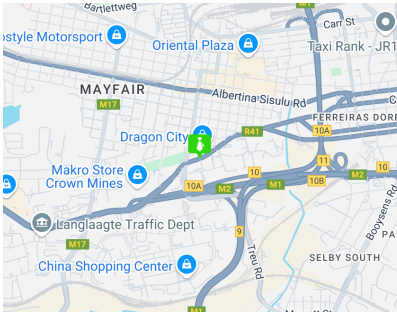 Bartlettweg
ostyle Motorsport
M1
Carr St
Oriental Plaza
Taxi Rank - JR1
MAYFAIR
M17
Albertina Sisulu Rd
FERREIRAS DORP
Dragon City
R41
10A
Makro Store
Crown Mines
11
10
10A
M2
M1
10B
M2
Langlaagte Traffic Dept
9
M17
Treu Rd
Booysens Rd
PA
SELBY SOUTH
China Shopping Center
M1